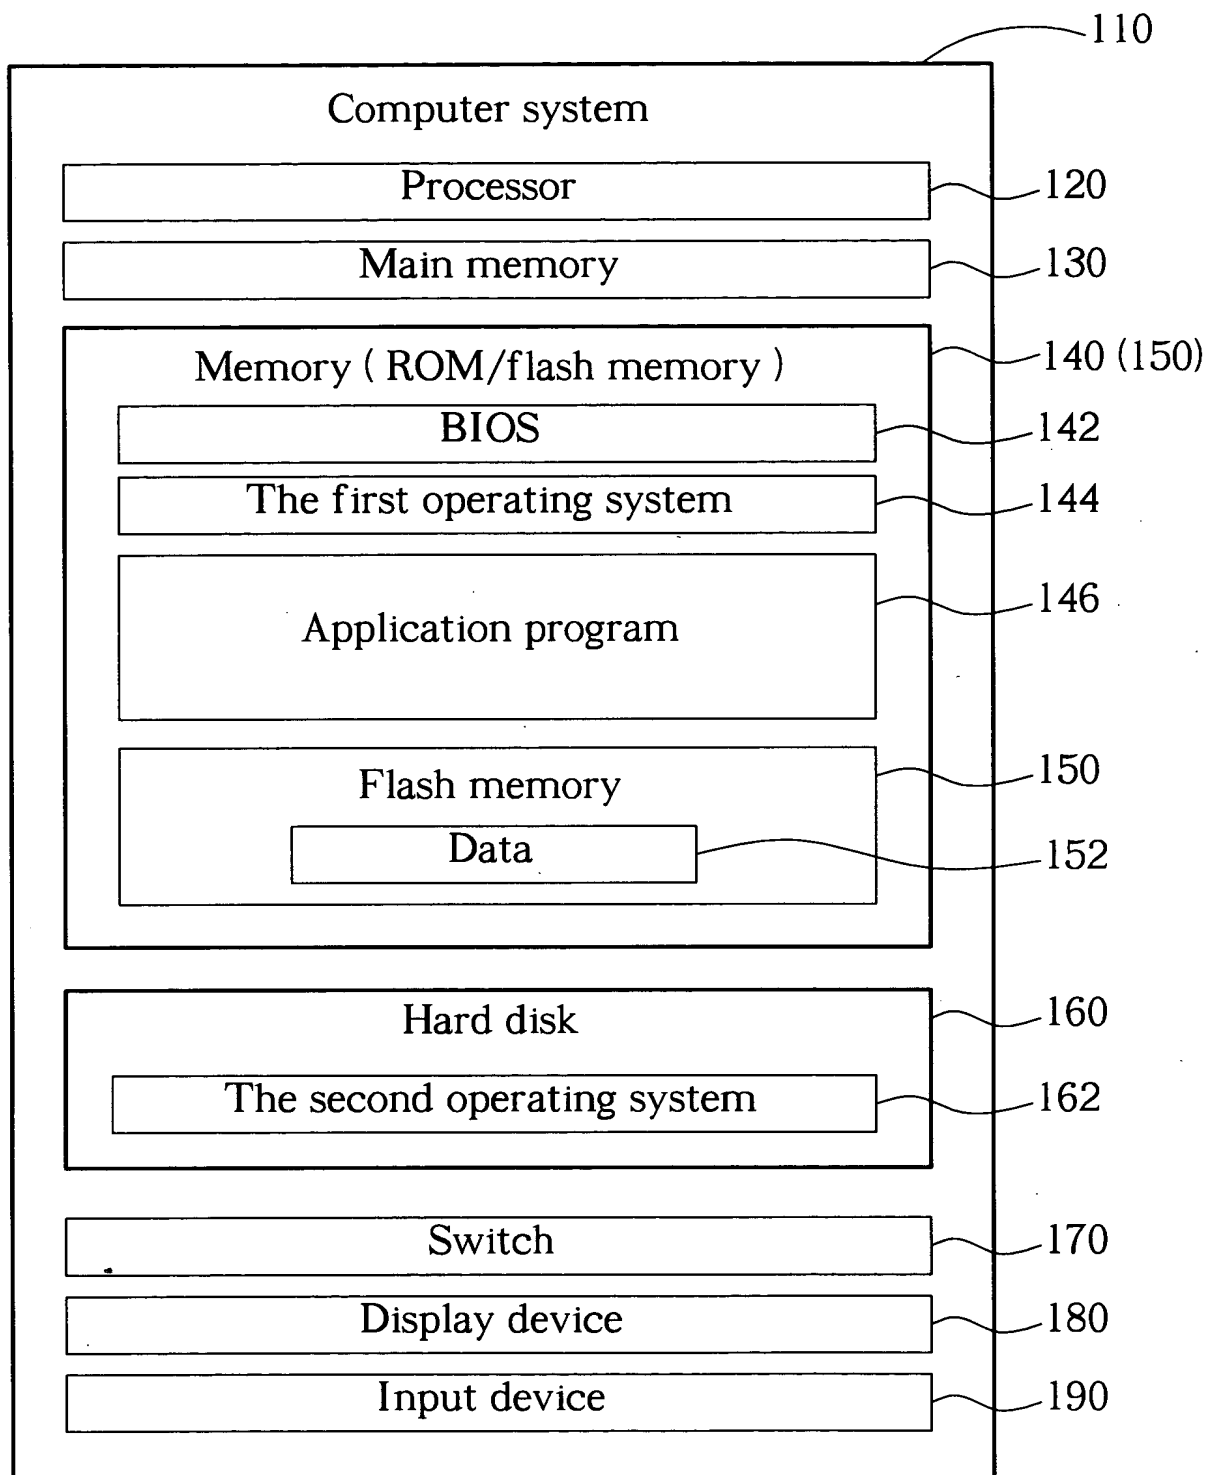 110
Computer system
Processor 120
Main memory 130
Memory ( ROM/flash memory ) 140 (150)
BIOS 142
The first operating system 144
Application program 146
Flash memory 150
Data 152
Hard disk 160
The second operating system 162
Switch 170
Display device 180
Input device 190